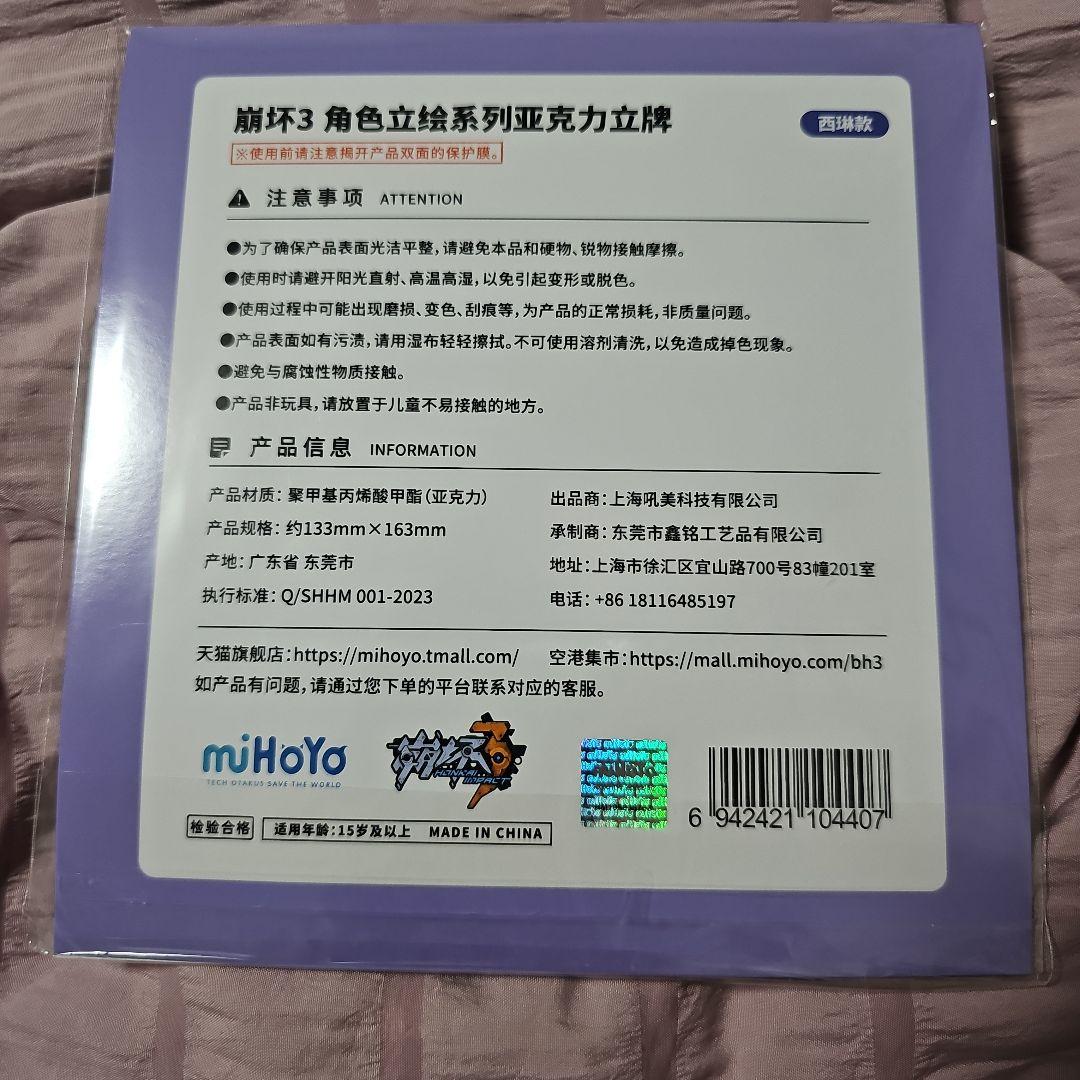 崩坏3 角色立绘系列亚克力立牌
西琳款
※使用前请注意揭开产品双面的保护膜。
注意事项 ATTENTION
●为了确保产品表面光洁平整,请避免本品和硬物、锐物接触摩擦。
●使用时请避开阳光直射、高温高湿,以免引起变形或脱色。
●使用过程中可能出现磨损、变色、刮痕等,为产品的正常损耗,非质量问题。
●产品表面如有污渍,请用湿布轻轻擦拭。不可使用溶剂清洗,以免造成掉色现象。
●避免与腐蚀性物质接触。
●产品非玩具,请放置于儿童不易接触的地方。
产品信息 INFORMATION
产品材质: 聚甲基丙烯酸甲酯(亚克力)
产品规格: 约133mm×163mm
产地: 广东省 东莞市
执行标准: Q/SHHM 001-2023
出品商:上海吼美科技有限公司
承制商: 东莞市鑫铭工艺品有限公司
地址:上海市徐汇区宜山路700号83幢201室
电话: +86 18116485197
天猫旗舰店:https://mihoyo.tmall.com/
空港集市:https://mall.mihoyo.com/bh3
如产品有问题,请通过您下单的平台联系对应的客服。
miHoYo
TECH OTAKUS SAVE THE WORLD
崩坏3
HONKAI IMPACT
6 942421 104407
检验合格
适用年龄:15岁及以上 MADE IN CHINA